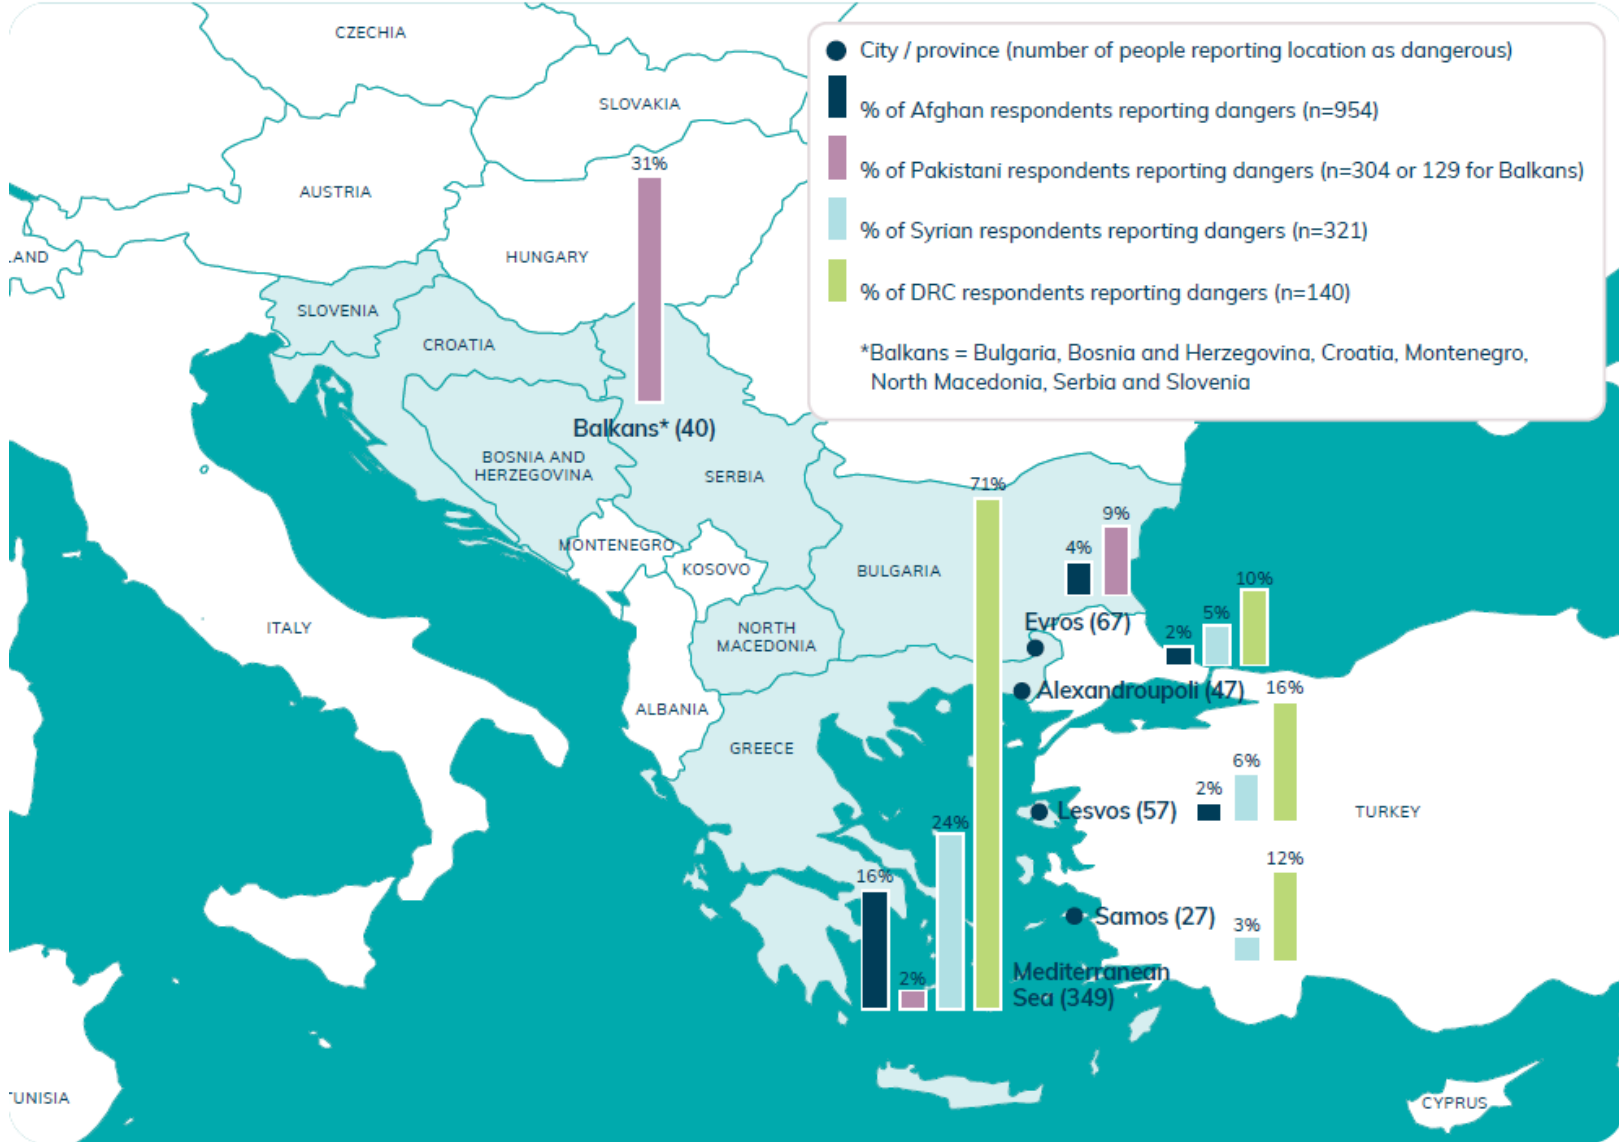 CZECHIA
SLOVAKIA
AUSTRIA
HUNGARY
SLOVENIA
CROATIA
31%
Balkans* (40)
BOSNIA AND
HERZEGOVINA
SERBIA
MONTENEGRO
KOSOVO
BULGARIA
ITALY
NORTH
MACEDONIA
ALBANIA
GREECE
TURKEY
CYPRUS
City / province (number of people reporting location as dangerous)
% of Afghan respondents reporting dangers (n=954)
% of Pakistani respondents reporting dangers (n=304 or 129 for Balkans)
% of Syrian respondents reporting dangers (n=321)
% of DRC respondents reporting dangers (n=140)
*Balkans = Bulgaria, Bosnia and Herzegovina, Croatia, Montenegro,
North Macedonia, Serbia and Slovenia
4%
9%
Evros (67)
2%
5%
10%
Alexandroupoli (47)
2%
6%
16%
Lesvos (57)
3%
12%
Samos (27)
16%
2%
24%
71%
Mediterranean
Sea (349)
LAND
TUNISIA